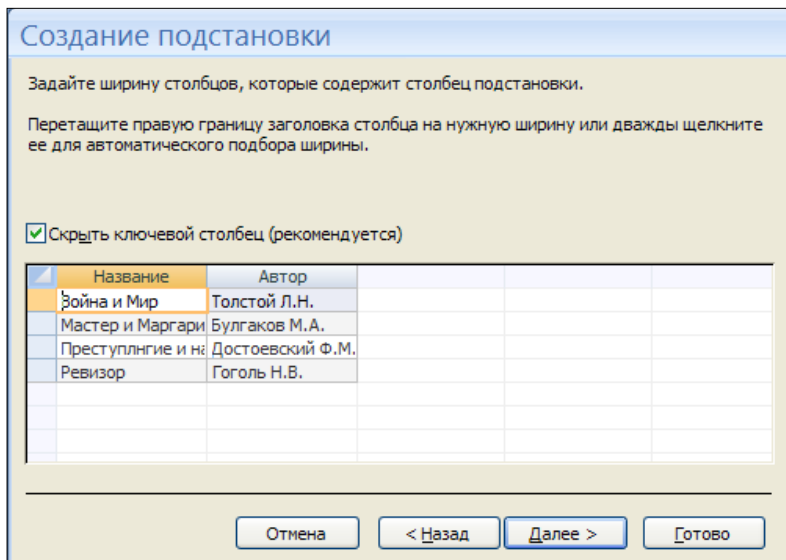 Создание подстановки
Задайте ширину столбцов, которые содержит столбец подстановки.
Перетащите правую границу заголовка столбца на нужную ширину или дважды щелкните
ее для автоматического подбора ширины.
Скрыть ключевой столбец (рекомендуется)
Название Автор
Война и Мир Толстой Л.Н.
Мастер и Маргари Булгаков М.А.
Преступлнгие и на Достоевский Ф.М.
Ревизор Гоголь Н.В.
Отмена < Назад Далее > Готово